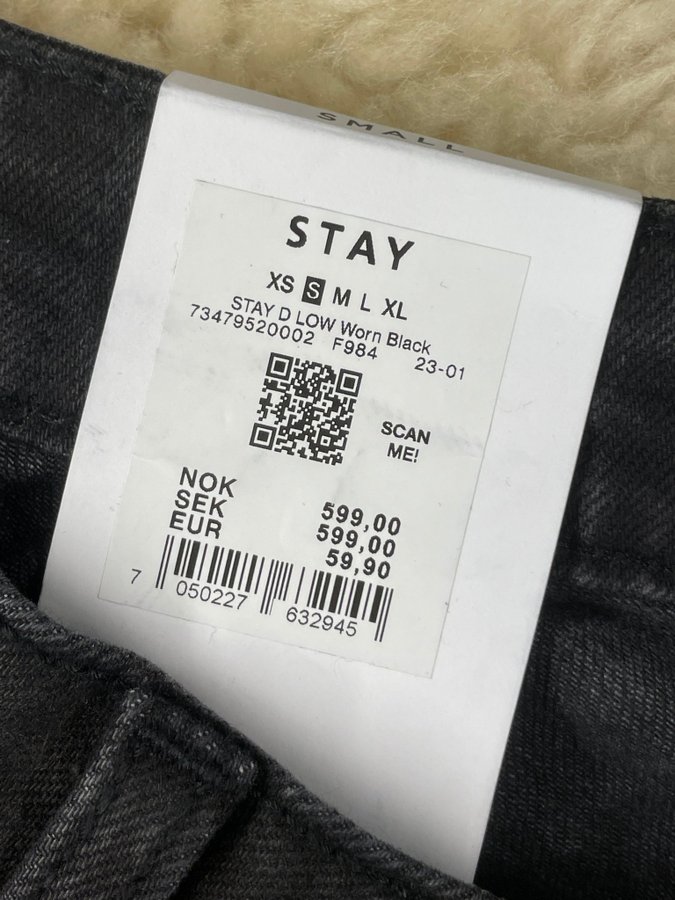 SMALL
STAY
XS S M L XL
STAY D LOW Worn Black
73479520002 F984 23-01
SCAN
ME!
NOK 599,00
SEK 599,00
EUR 59,90
7 050227 632945